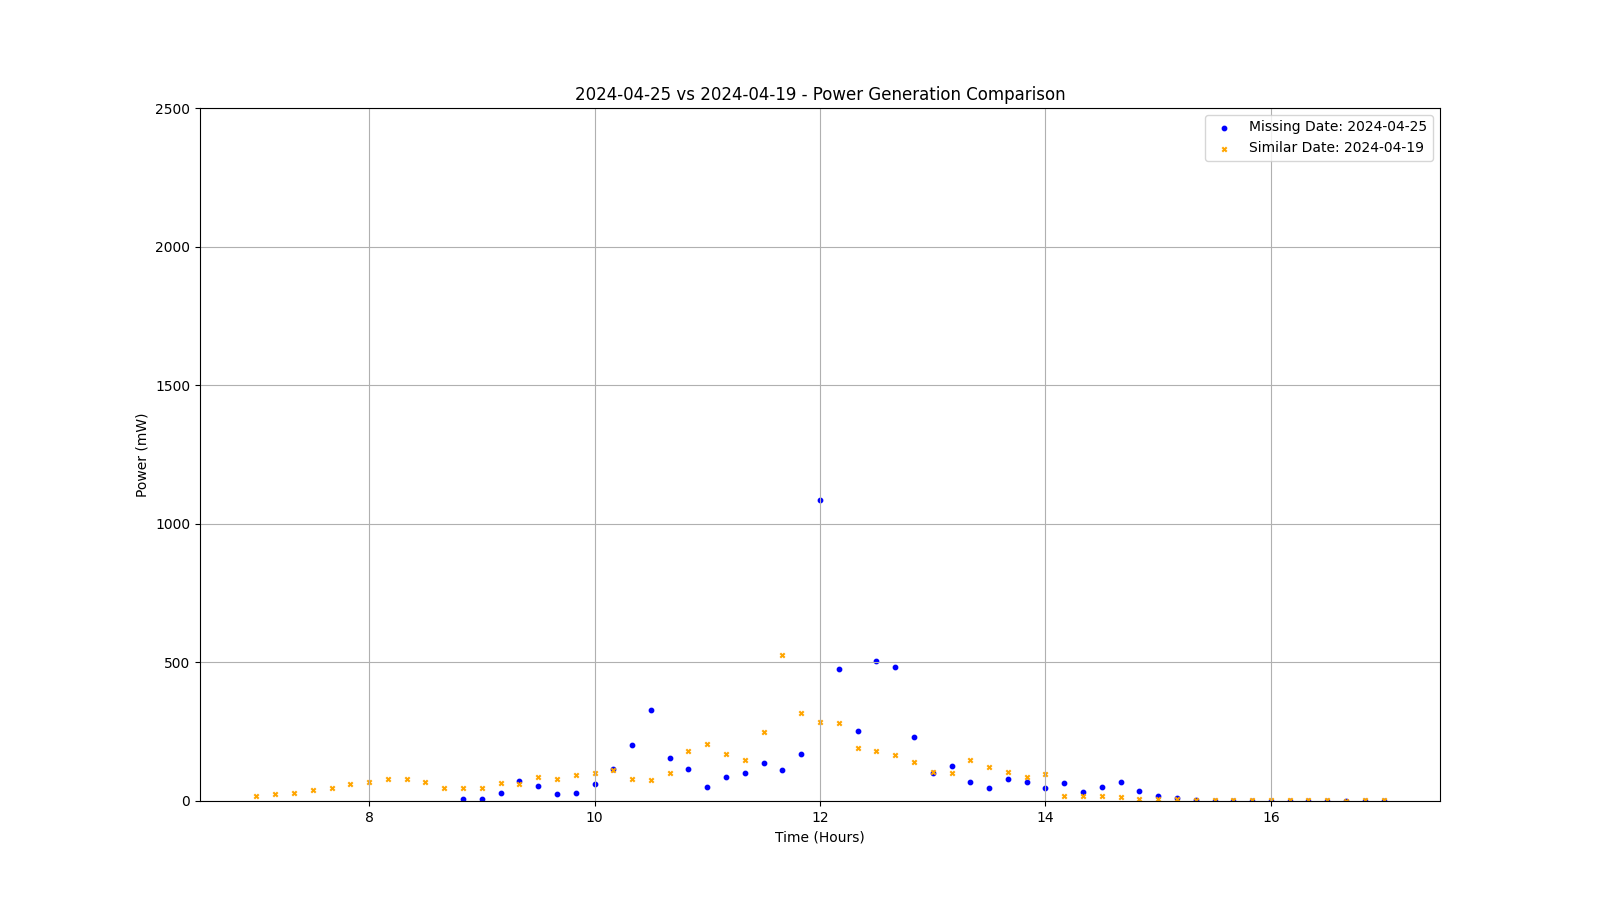 2024-04-25 vs 2024-04-19 - Power Generation Comparison
Missing Date: 2024-04-25
Similar Date: 2024-04-19
Power (mW)
2500
2000
1500
1000
500
0
8 10 12 14 16
Time (Hours)